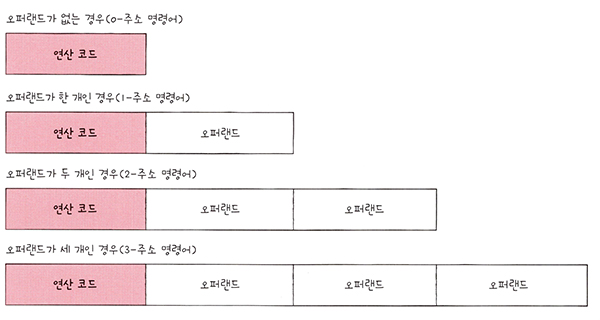 오퍼랜드가 없는 경우(0-주소 명령어)
연산 코드
오퍼랜드가 한 개인 경우(1-주소 명령어)
연산 코드 오퍼랜드
오퍼랜드가 두 개인 경우(2-주소 명령어)
연산 코드 오퍼랜드 오퍼랜드
오퍼랜드가 세 개인 경우(3-주소 명령어)
연산 코드 오퍼랜드 오퍼랜드 오퍼랜드